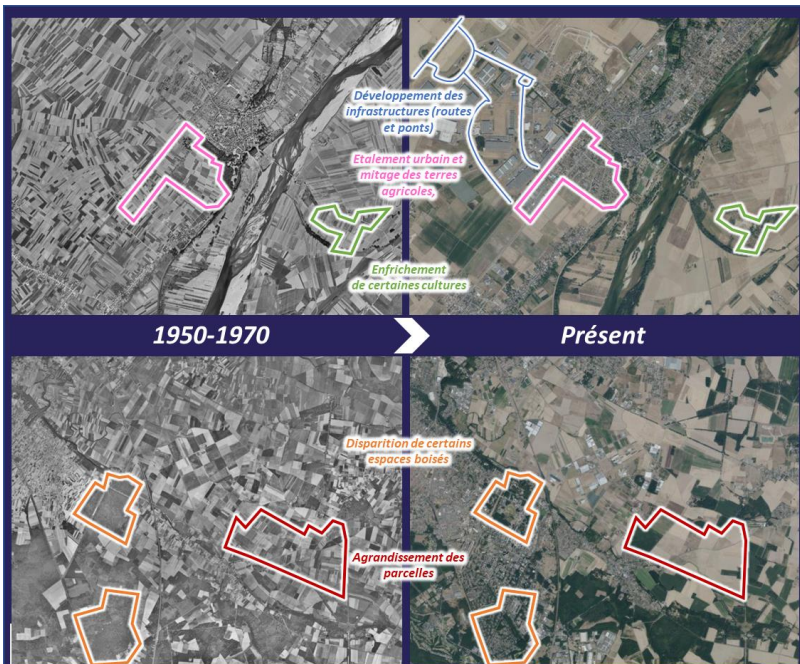 Développement des
infrastructures (routes
et ponts)
Etalement urbain et
mitage des terres
agricoles,
Enfrichement
de certaines cultures
1950-1970
Présent
Disparition de certains
espaces boisés
Agrandissement des
parcelles